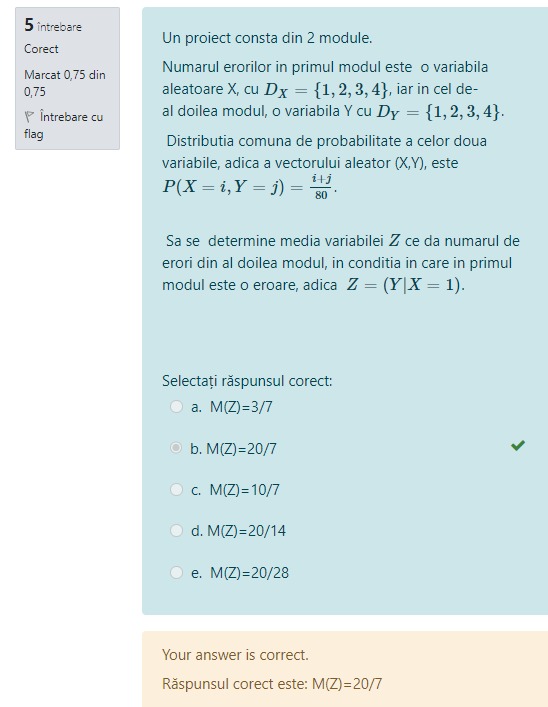 5 întrebare
Corect
Marcat 0,75 din
0,75
Întrebare cu
flag
Un proiect consta din 2 module.
Numarul erorilor in primul modul este o variabila
aleatoare X, cu D_X = {1, 2, 3, 4}, iar in cel de-
al doilea modul, o variabila Y cu D_Y = {1, 2, 3, 4}.
Distributia comuna de probabilitate a celor doua
variabile, adica a vectorului aleator (X,Y), este
P(X = i, Y = j) = \frac{i+j}{80}.
Sa se determine media variabilei Z ce da numarul de
erori din al doilea modul, in conditia in care in primul
modul este o eroare, adica Z = (Y|X = 1).
Selectați răspunsul corect:
a. M(Z)=3/7
b. M(Z)=20/7
c. M(Z)=10/7
d. M(Z)=20/14
e. M(Z)=20/28
Your answer is correct.
Răspunsul corect este: M(Z)=20/7